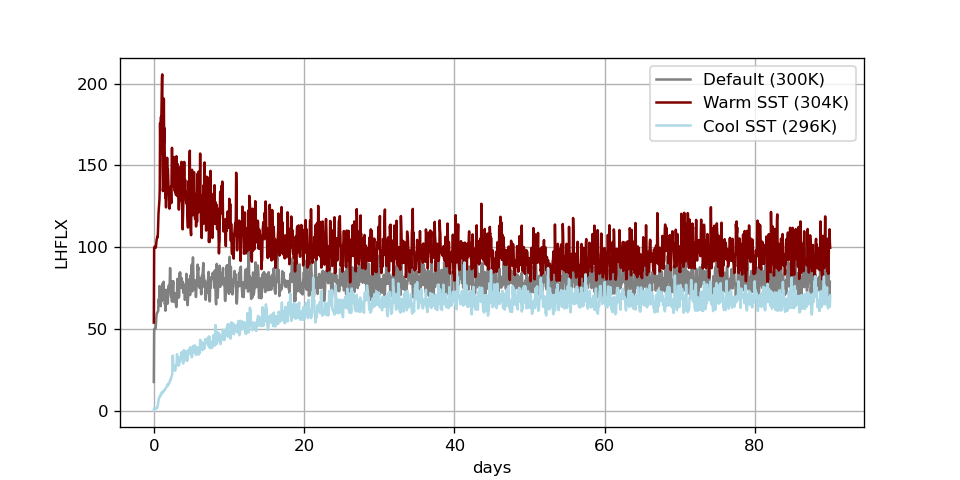 Default (300K)
Warm SST (304K)
Cool SST (296K)
LHFLX
200
150
100
50
0
0 20 40 60 80
days